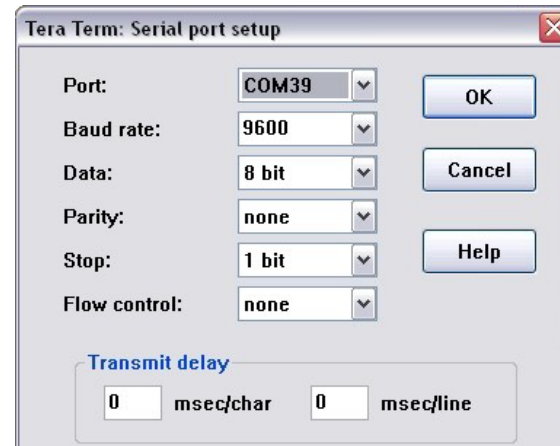 Tera Term: Serial port setup
Port: COM39
OK
Baud rate: 9600
Data: 8 bit
Cancel
Parity: none
Stop: 1 bit
Help
Flow control: none
Transmit delay
0 msec/char 0 msec/line